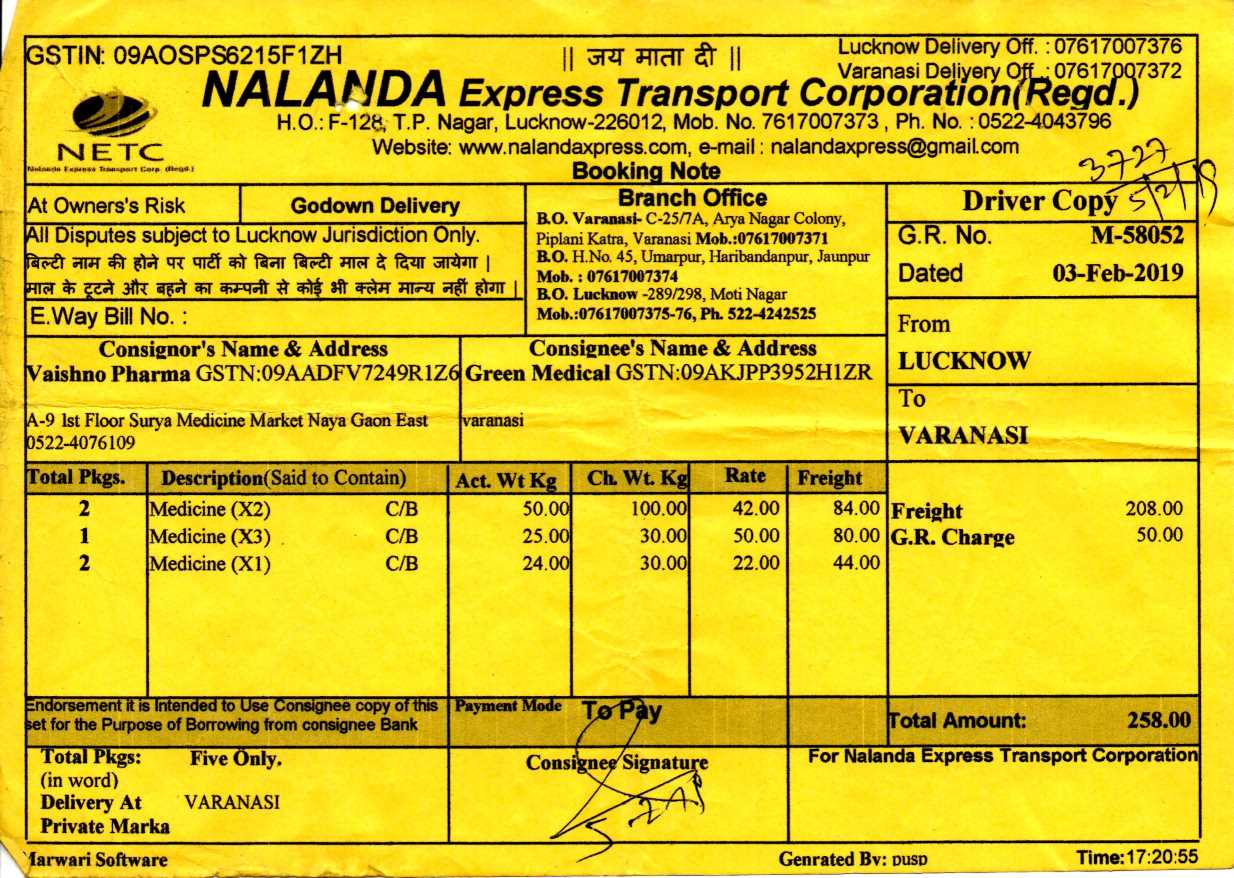 GSTIN: 09AOSPS6215F1ZH
|| जय माता दी ||
Lucknow Delivery Off. : 07617007376
Varanasi Deliyery Off. : 07617007372
NALANDA Express Transport Corporation(Regd.)
H.O.: F-128, T.P. Nagar, Lucknow-226012, Mob. No. 7617007373 , Ph. No. : 0522-4043796
NETC
Nalanda Express Transport Corp. (Regd.)
Website: www.nalandaxpress.com, e-mail : nalandaxpress@gmail.com
Booking Note
3727
5/2/19
At Owners's Risk
Godown Delivery
All Disputes subject to Lucknow Jurisdiction Only.
बिल्टी नाम की होने पर पार्टी को बिना बिल्टी माल दे दिया जायेगा |
माल के टूटने और बहने का कम्पनी से कोई भी क्लेम मान्य नहीं होगा |
E.Way Bill No. :
Branch Office
B.O. Varanasi- C-25/7A, Arya Nagar Colony,
Piplani Katra, Varanasi Mob.:07617007371
B.O. H.No. 45, Umarpur, Haribandanpur, Jaunpur
Mob. : 07617007374
B.O. Lucknow -289/298, Moti Nagar
Mob.:07617007375-76, Ph. 522-4242525
Driver Copy
G.R. No. M-58052
Dated 03-Feb-2019
From
LUCKNOW
To
VARANASI
Consignor's Name & Address
Vaishno Pharma GSTN:09AADFV7249R1Z6
A-9 1st Floor Surya Medicine Market Naya Gaon East
0522-4076109
Consignee's Name & Address
Green Medical GSTN:09AKJPP3952H1ZR
varanasi
Total Pkgs. Description(Said to Contain) Act. Wt Kg Ch. Wt. Kg Rate Freight
2 Medicine (X2) C/B 50.00 100.00 42.00 84.00
1 Medicine (X3) C/B 25.00 30.00 50.00 80.00
2 Medicine (X1) C/B 24.00 30.00 22.00 44.00
Freight 208.00
G.R. Charge 50.00
Endorsement it is Intended to Use Consignee copy of this
set for the Purpose of Borrowing from consignee Bank
Payment Mode To Pay
Total Amount: 258.00
Total Pkgs: Five Only.
(in word)
Delivery At VARANASI
Private Marka
Consignee Signature
For Nalanda Express Transport Corporation
Marwari Software
Genrated By: pusp
Time:17:20:55